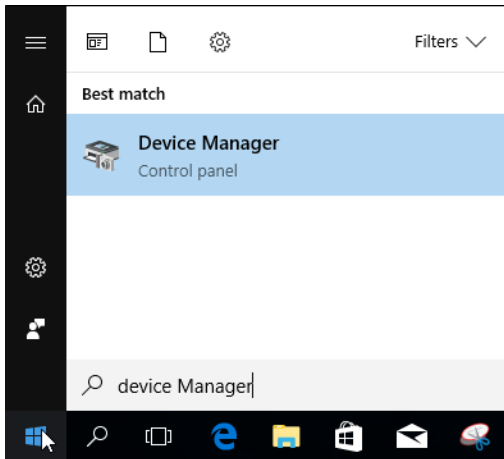 Filters
Best match
Device Manager
Control panel
device Manager